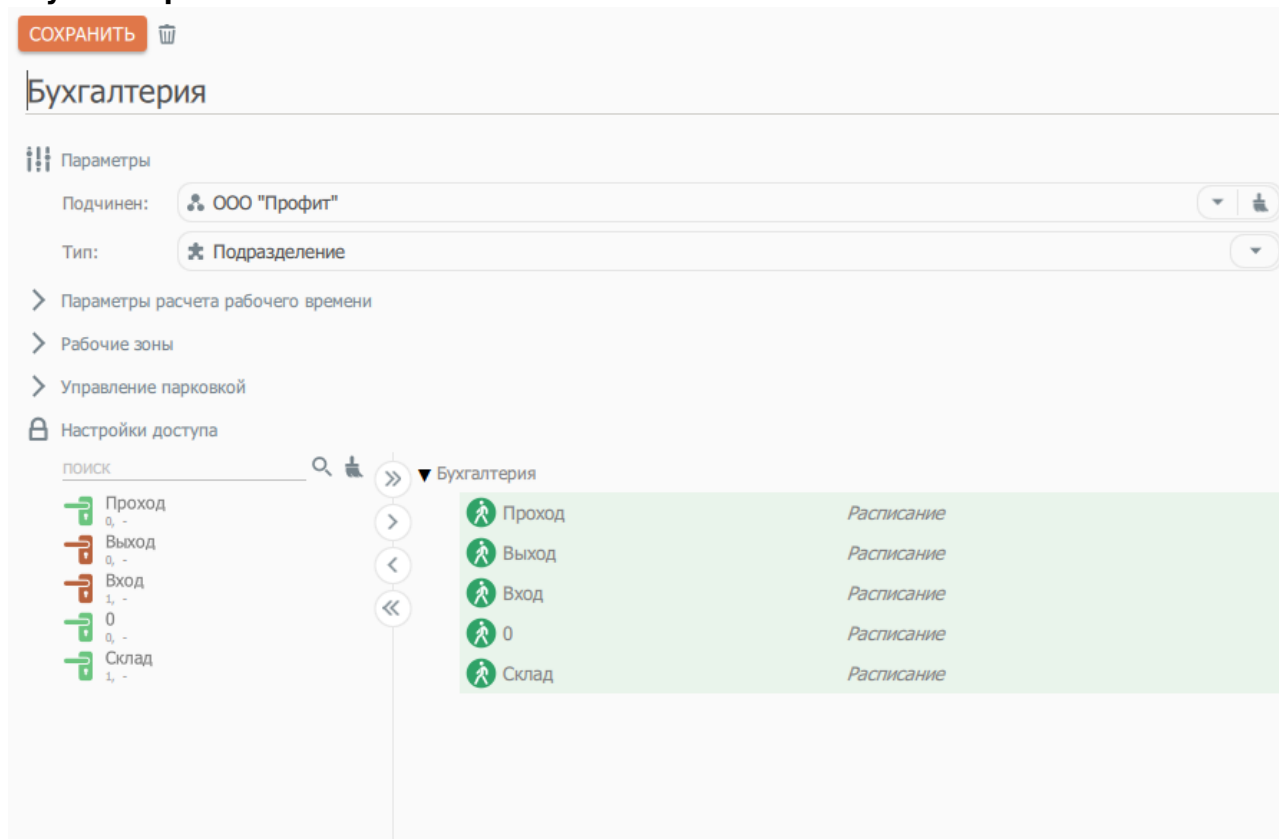 СОХРАНИТЬ
Бухгалтерия
Параметры
Подчинен: ООО "Профит"
Тип: Подразделение
Параметры расчета рабочего времени
Рабочие зоны
Управление парковкой
Настройки доступа
поиск
Проход
0, -
Выход
0, -
Вход
1, -
0
0, -
Склад
1, -
Бухгалтерия
Проход Расписание
Выход Расписание
Вход Расписание
0 Расписание
Склад Расписание